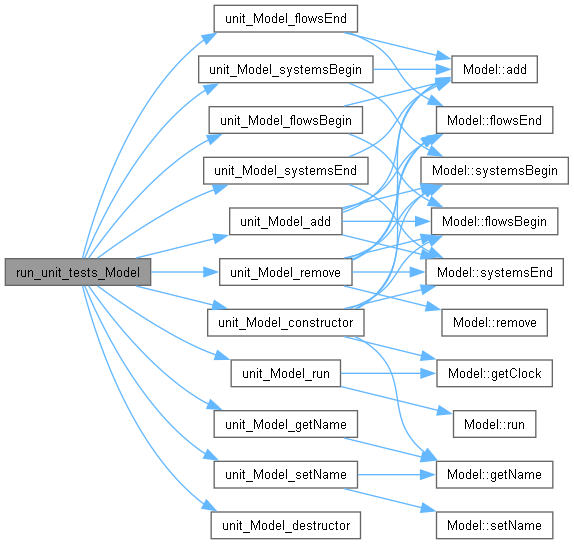 run_unit_tests_Model
unit_Model_flowsEnd
unit_Model_systemsBegin
unit_Model_flowsBegin
unit_Model_systemsEnd
unit_Model_add
unit_Model_remove
unit_Model_constructor
unit_Model_run
unit_Model_getName
unit_Model_setName
unit_Model_destructor
Model::add
Model::flowsEnd
Model::systemsBegin
Model::flowsBegin
Model::systemsEnd
Model::remove
Model::getClock
Model::run
Model::getName
Model::setName